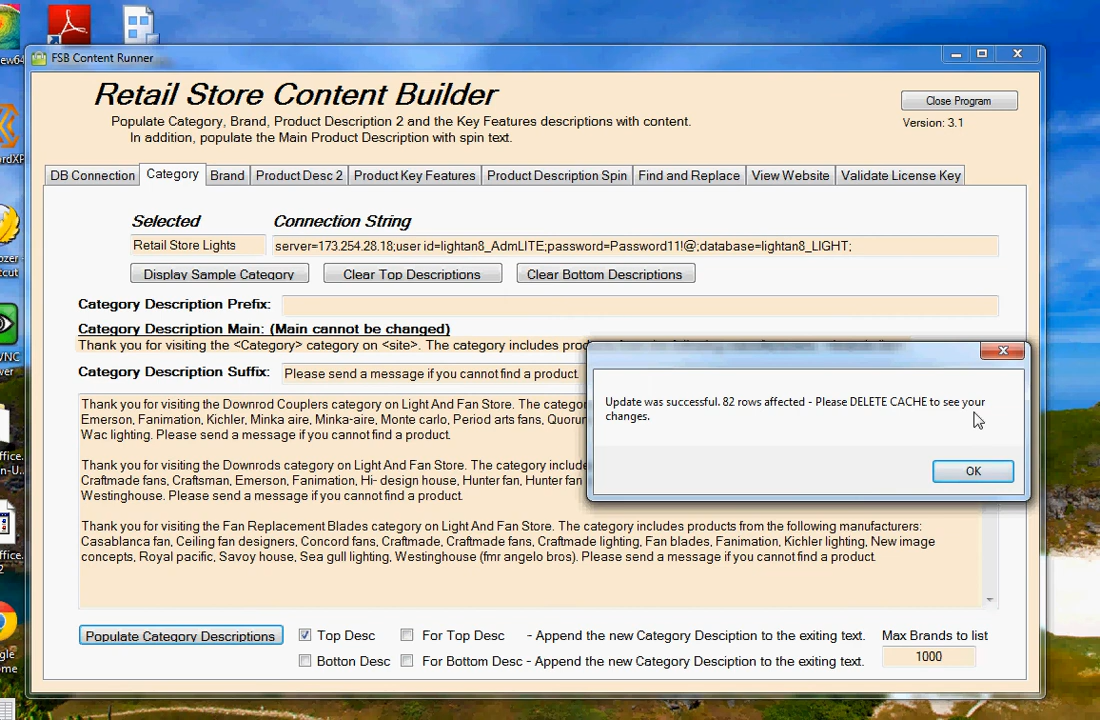 FSB Content Runner
Retail Store Content Builder
Close Program
Populate Category, Brand, Product Description 2 and the Key Features descriptions with content.
Version: 3.1
In addition, populate the Main Product Description with spin text.
DB Connection Category Brand Product Desc 2 Product Key Features Product Description Spin Find and Replace View Website Validate License Key
Selected Connection String
Retail Store Lights server=173.254.28.18;user id=lightan8_AdmLITE;password=Password11!@;database=lightan8_LIGHT;
Display Sample Category Clear Top Descriptions Clear Bottom Descriptions
Category Description Prefix:
Category Description Main: (Main cannot be changed)
Thank you for visiting the <Category> category on <site>. The category includes
Category Description Suffix: Please send a message if you cannot find a product.
Update was successful. 82 rows affected - Please DELETE CACHE to see your
changes.
OK
Thank you for visiting the Downrod Couplers category on Light And Fan Store. The
Emerson, Fanimation, Kichler, Minka aire, Minka-aire, Monte carlo, Period arts fans,
Wac lighting. Please send a message if you cannot find a product.
Thank you for visiting the Downrods category on Light And Fan Store. The category include
Craftmade fans, Craftsman, Emerson, Fanimation, Hi- design house, Hunter fan, Hunter fan
Westinghouse. Please send a message if you cannot find a product.
Thank you for visiting the Fan Replacement Blades category on Light And Fan Store. The category includes products from the following manufacturers:
Casablanca fan, Ceiling fan designers, Concord fans, Craftmade, Craftmade fans, Craftmade lighting, Fan blades, Fanimation, Kichler lighting, New image
concepts, Royal pacific, Savoy house, Sea gull lighting, Westinghouse (fmr angelo bros). Please send a message if you cannot find a product.
Populate Category Descriptions Top Desc For Top Desc - Append the new Category Desciption to the exiting text. Max Brands to list
Botton Desc For Bottom Desc - Append the new Category Desciption to the exiting text. 1000